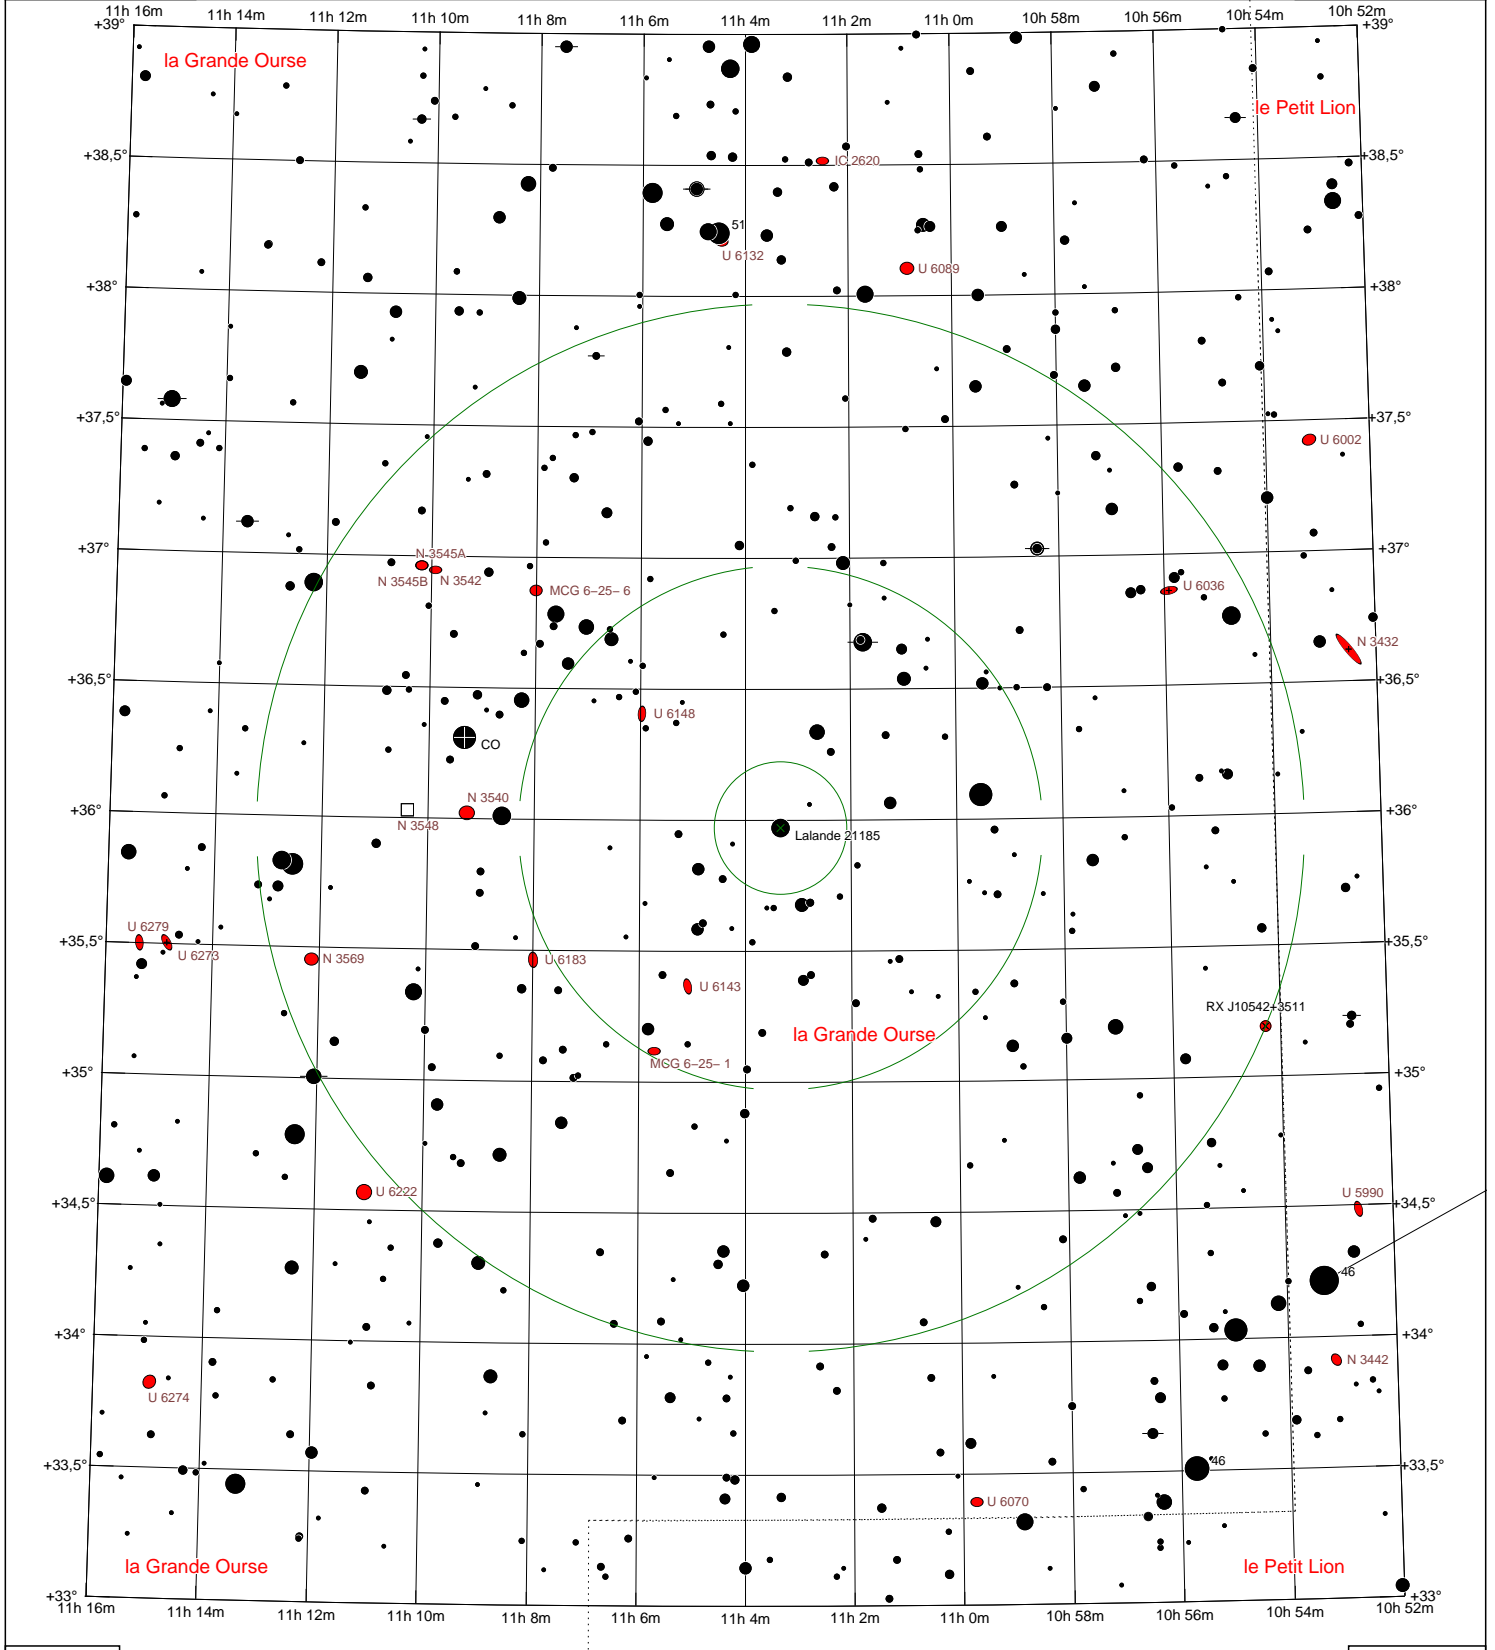 11h 16m 11h 14m 11h 12m 11h 10m 11h 8m 11h 6m 11h 4m 11h 2m 11h 0m 10h 58m 10h 56m 10h 54m 10h 52m
+39° +39°
la Grande Ourse
le Petit Lion
+38,5° IC 2620 +38,5°
51
U 6132
U 6089
+38° +38°
+37,5° +37,5°
U 6002
+37° +37°
N 3545A
N 3545B N 3542
MCG 6−25− 6
U 6036
N 3432
+36,5° +36,5°
U 6148
CO
N 3540
+36° +36°
N 3548
Lalande 21185
U 6279
+35,5° +35,5°
U 6273
N 3569
U 6183
U 6143
RX J10542+3511
la Grande Ourse
MCG 6−25− 1
+35° +35°
U 6222
U 5990
+34,5° +34,5°
46
+34° +34°
N 3442
U 6274
+33,5° 46 +33,5°
U 6070
la Grande Ourse
le Petit Lion
+33° +33°
11h 16m 11h 14m 11h 12m 11h 10m 11h 8m 11h 6m 11h 4m 11h 2m 11h 0m 10h 58m 10h 56m 10h 54m 10h 52m